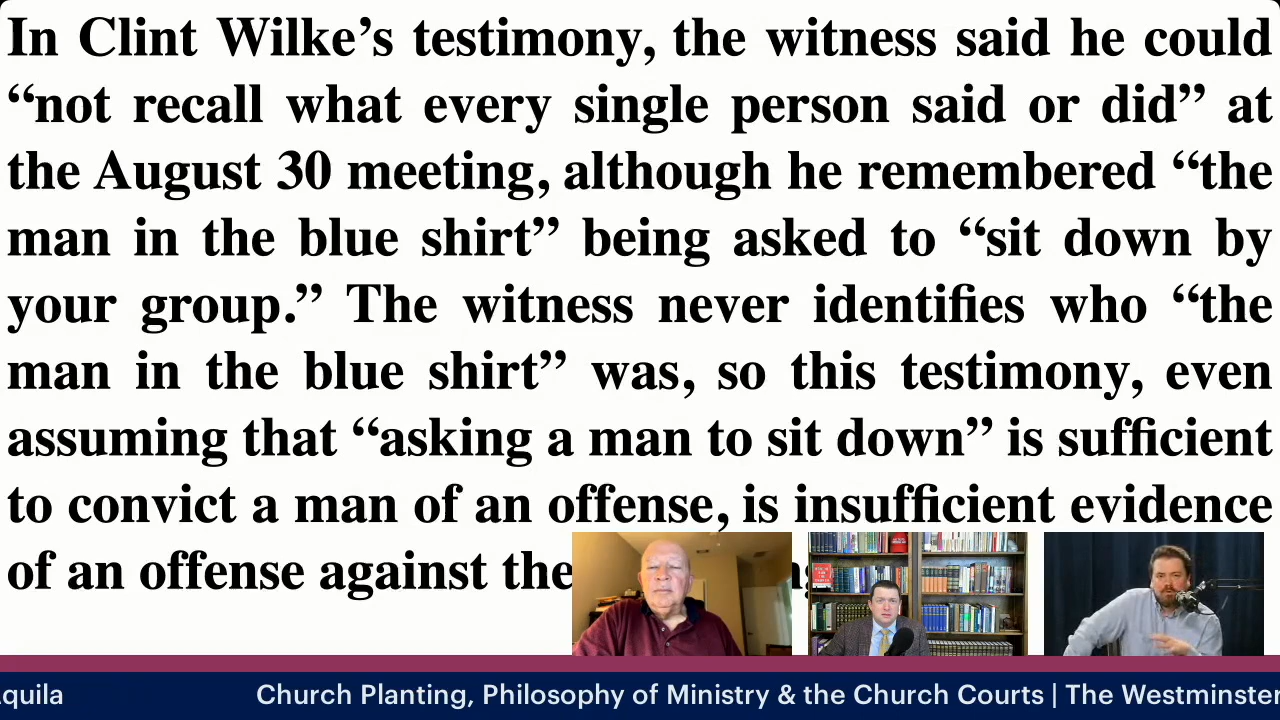 In Clint Wilke’s testimony, the witness said he could
“not recall what every single person said or did” at
the August 30 meeting, although he remembered “the
man in the blue shirt” being asked to “sit down by
your group.” The witness never identifies who “the
man in the blue shirt” was, so this testimony, even
assuming that “asking a man to sit down” is sufficient
to convict a man of an offense, is insufficient evidence
of an offense against the
Church Planting, Philosophy of Ministry & the Church Courts | The Westminster